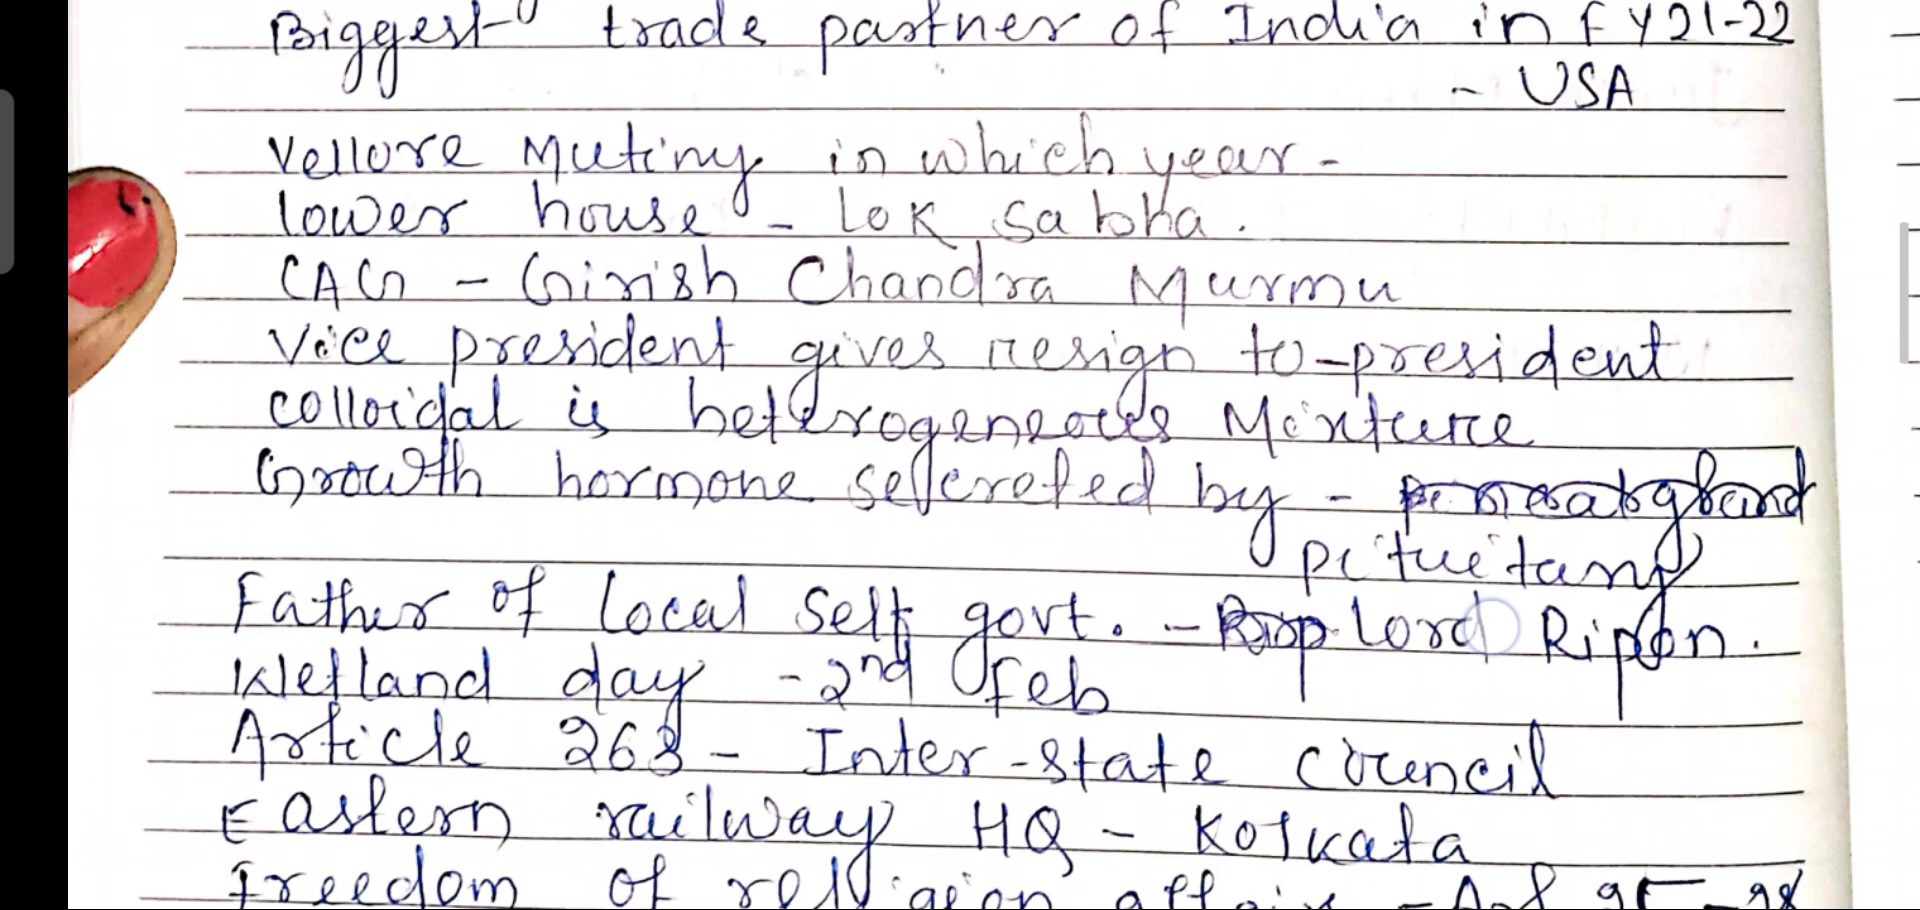 Biggest trade partner of India in FY21-22
- USA
Vellore Mutiny in which year -
lower house - Lok sabha.
CAG - Girish Chandra Murmu
Vice president gives resign to-president
colloidal is heterogeneous Mixture
Growth hormone secreted by -
pituitary
Father of local self govt. - lord Ripon.
Wetland day - 2nd Feb
Article 263 - Inter-state council
Eastern railway HQ - Kolkata
freedom of religion